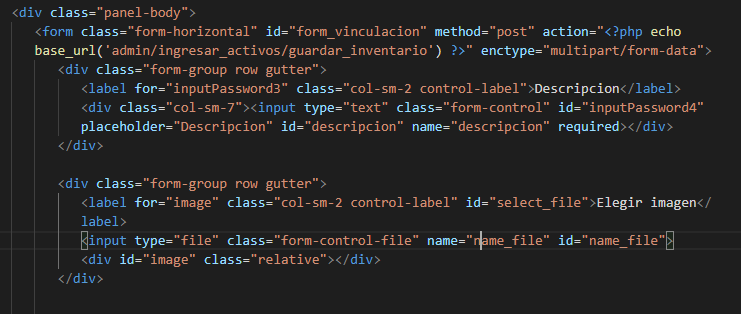 <div class="panel-body">
<form class="form-horizontal" id="form_vinculacion" method="post" action="<?php echo
base_url('admin/ingresar_activos/guardar_inventario') ?>" enctype="multipart/form-data">
<div class="form-group row gutter">
<label for="inputPassword3" class="col-sm-2 control-label">Descripcion</label>
<div class="col-sm-7"><input type="text" class="form-control" id="inputPassword4"
placeholder="Descripcion" id="descripcion" name="descripcion" required></div>
</div>
<div class="form-group row gutter">
<label for="image" class="col-sm-2 control-label" id="select_file">Elegir imagen</
label>
<input type="file" class="form-control-file" name="name_file" id="name_file">
<div id="image" class="relative"></div>
</div>